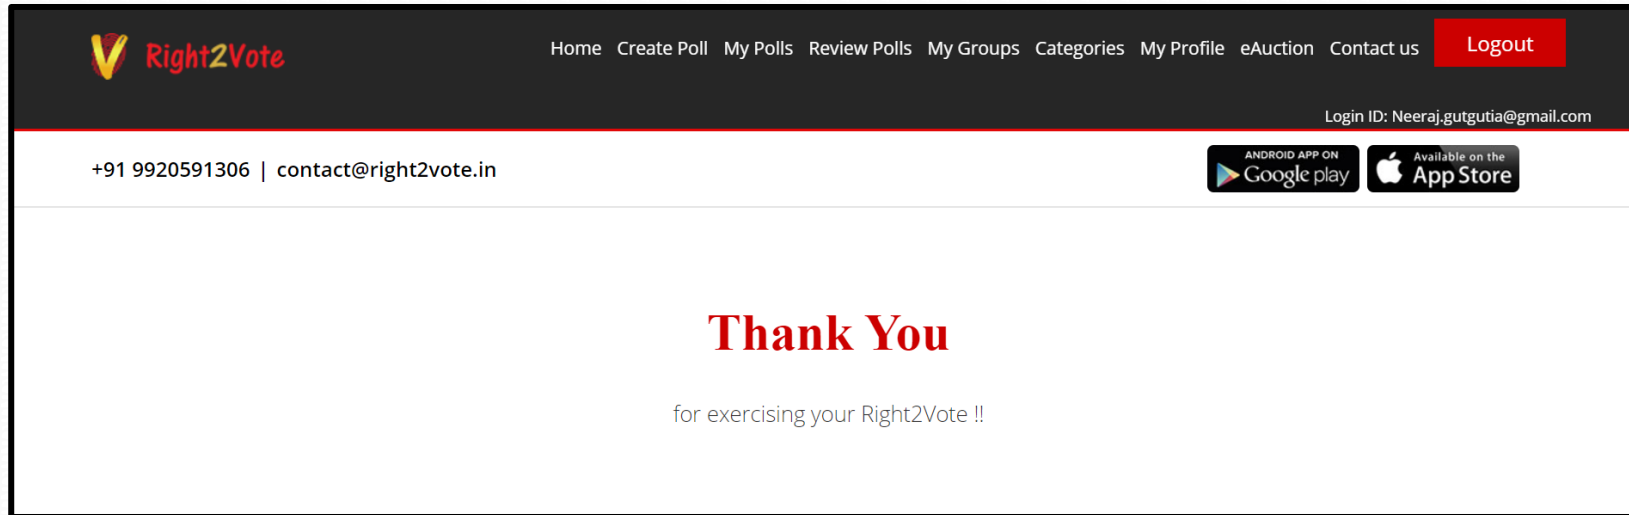 Right2Vote
Home Create Poll My Polls Review Polls My Groups Categories My Profile eAuction Contact us Logout
Login ID: Neeraj.gutgutia@gmail.com
+91 9920591306 | contact@right2vote.in
ANDROID APP ON
Google play
Available on the
App Store
Thank You
for exercising your Right2Vote !!